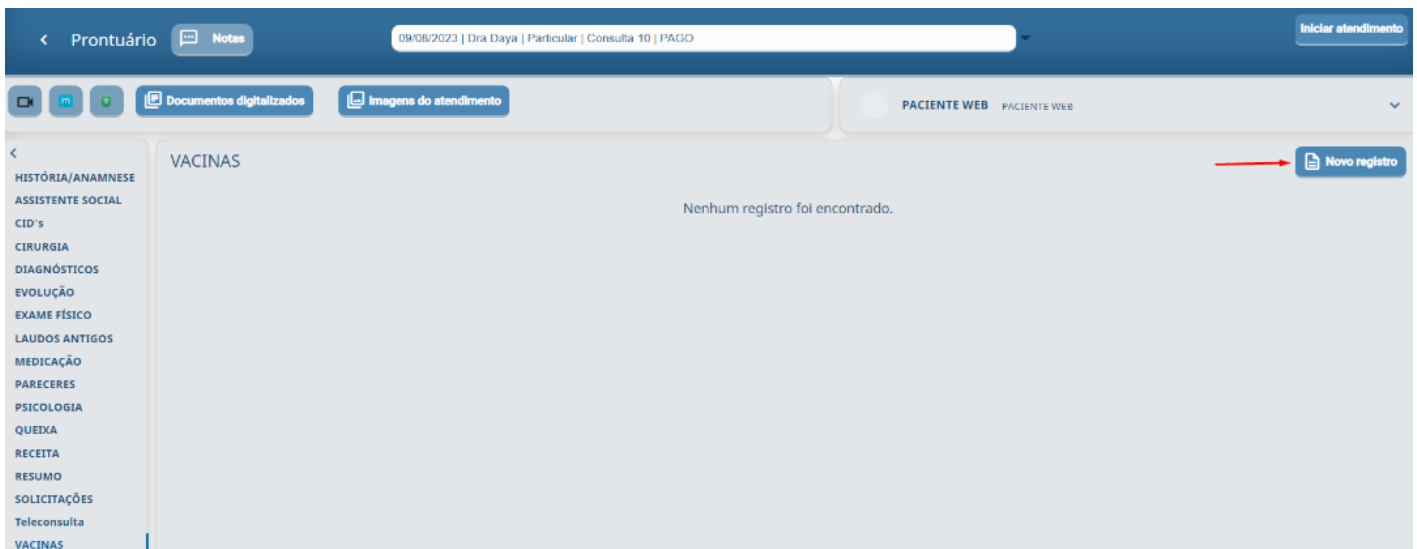 Prontuário
Notas
09/08/2023 | Dra Daya | Particular | Consulta 10 | PAGO
Iniciar atendimento
m
Documentos digitalizados
Imagens do atendimento
PACIENTE WEB PACIENTE WEB
VACINAS
Novo registro
Nenhum registro foi encontrado.
HISTÓRIA/ANAMNESE
ASSISTENTE SOCIAL
CID's
CIRURGIA
DIAGNÓSTICOS
EVOLUÇÃO
EXAME FÍSICO
LAUDOS ANTIGOS
MEDICAÇÃO
PARECERES
PSICOLOGIA
QUEIXA
RECEITA
RESUMO
SOLICITAÇÕES
Teleconsulta
VACINAS